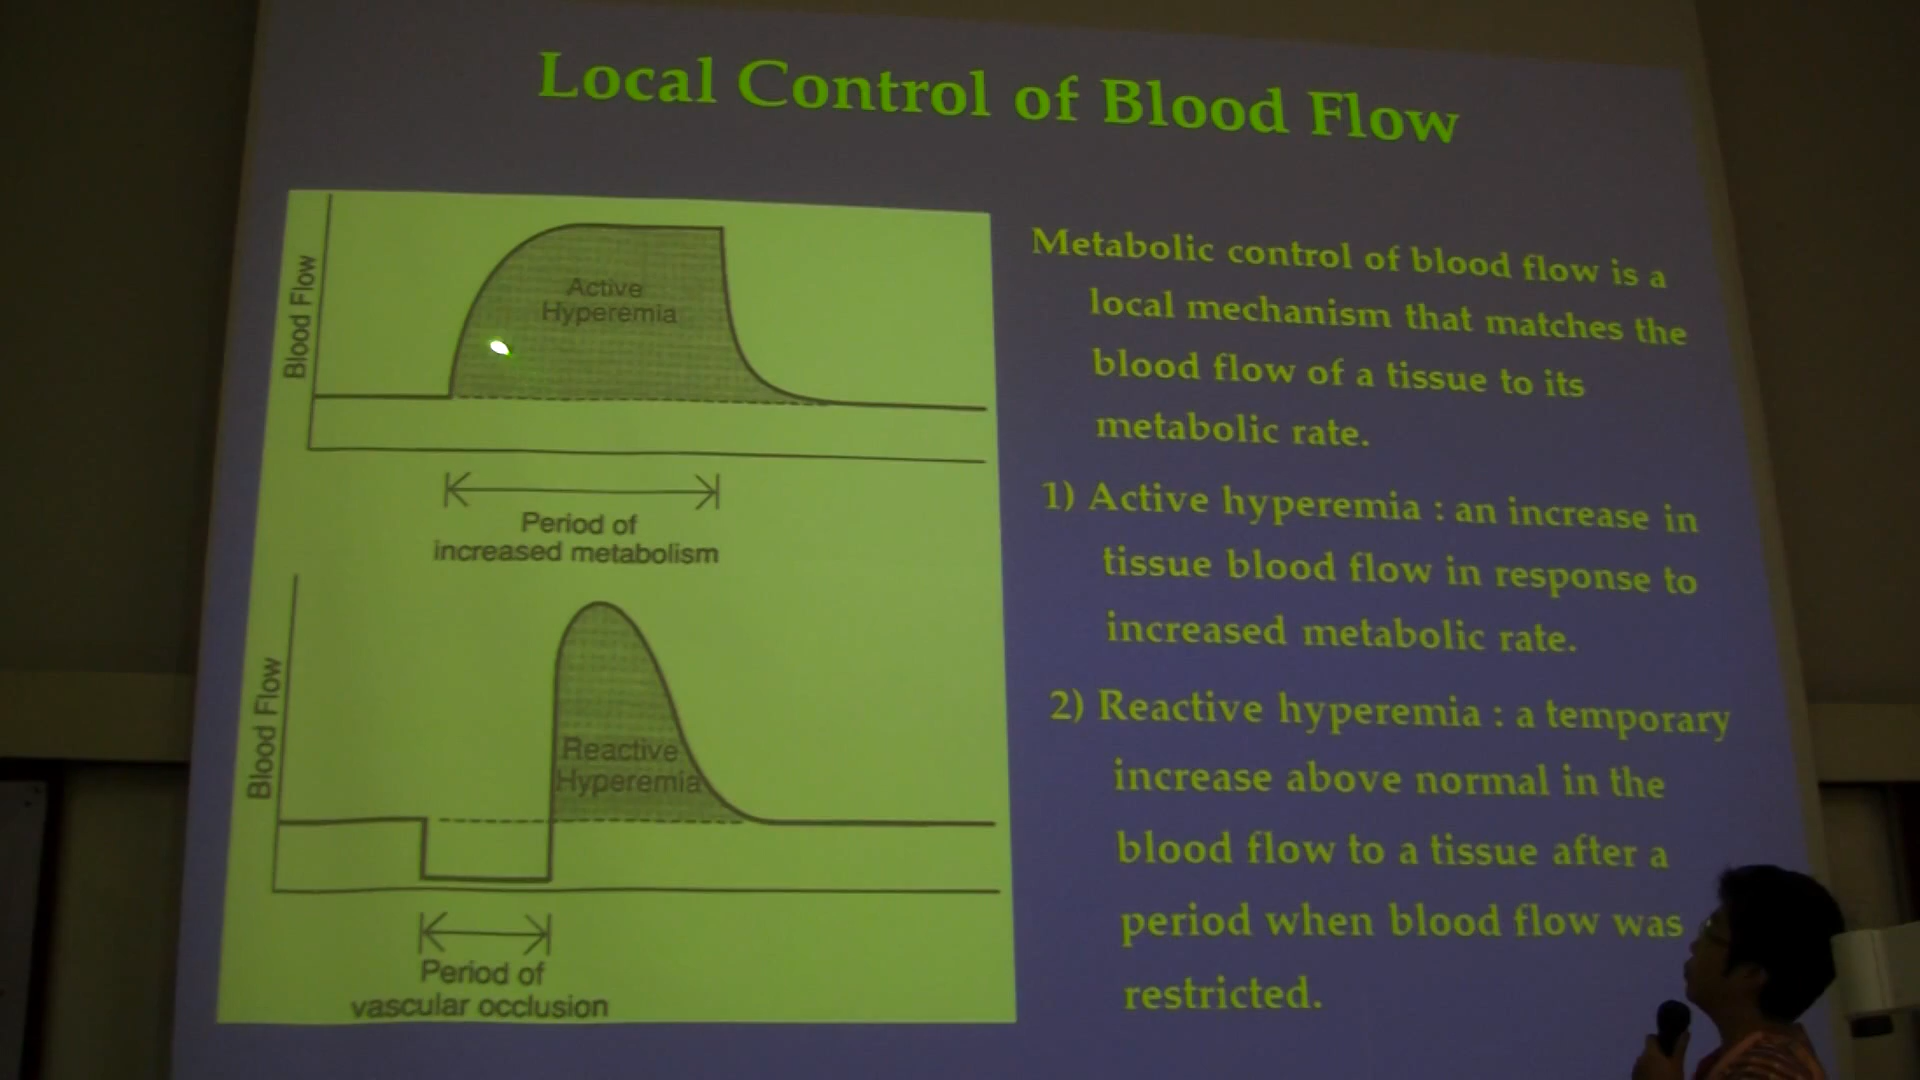 Local Control of Blood Flow
Blood Flow
Active
Hyperemia
Period of
increased metabolism
Blood Flow
Reactive
Hyperemia
Period of
vascular occlusion
Metabolic control of blood flow is a
local mechanism that matches the
blood flow of a tissue to its
metabolic rate.
1) Active hyperemia : an increase in
tissue blood flow in response to
increased metabolic rate.
2) Reactive hyperemia : a temporary
increase above normal in the
blood flow to a tissue after a
period when blood flow was
restricted.